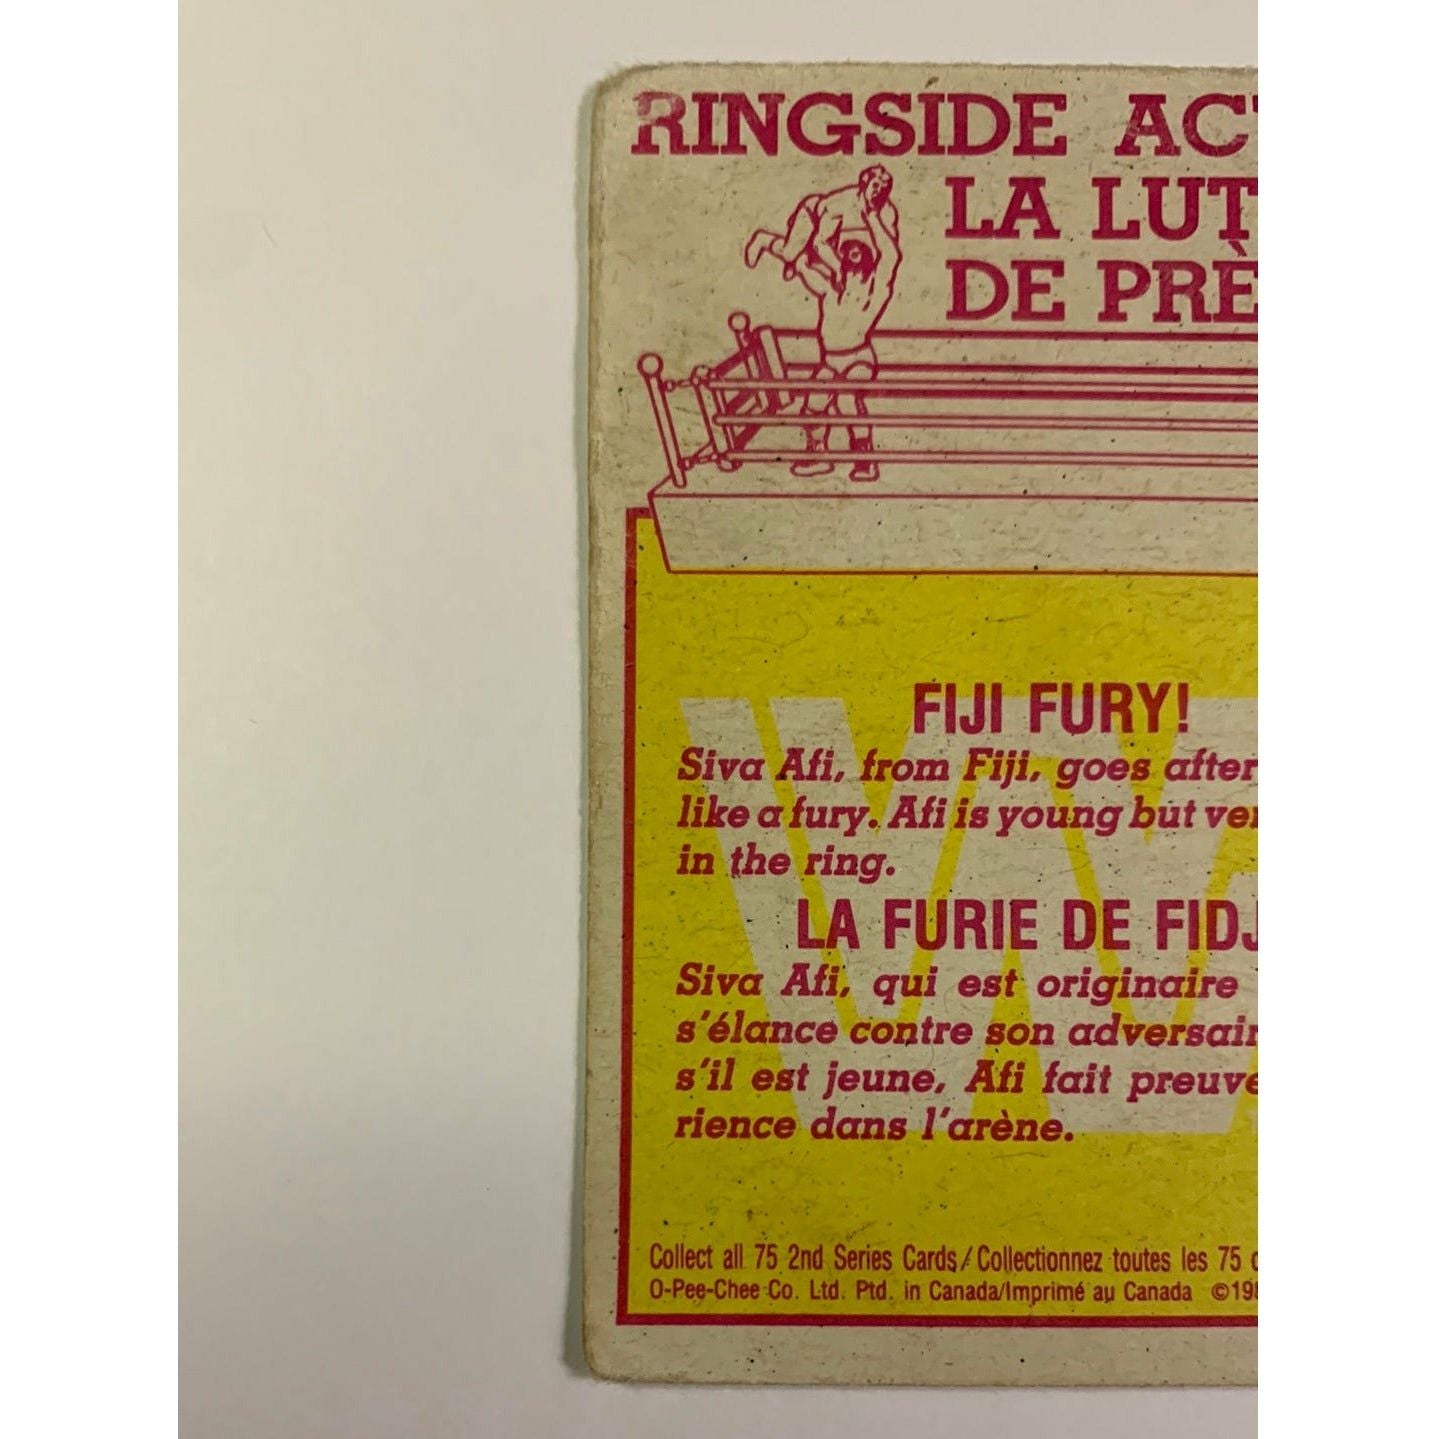 RINGSIDE AC
LA LUT
DE PRÈ
FIJI FURY!
Siva Afi, from Fiji, goes after
like a fury. Afi is young but ver
in the ring.
LA FURIE DE FIDJ
Siva Afi, qui est originaire
s'élance contre son adversair
s'il est jeune, Afi fait preuve
rience dans l'arène.
Collect all 75 2nd Series Cards/Collectionnez toutes les 75 c
O-Pee-Chee Co. Ltd. Ptd. in Canada/Imprimé au Canada ©198